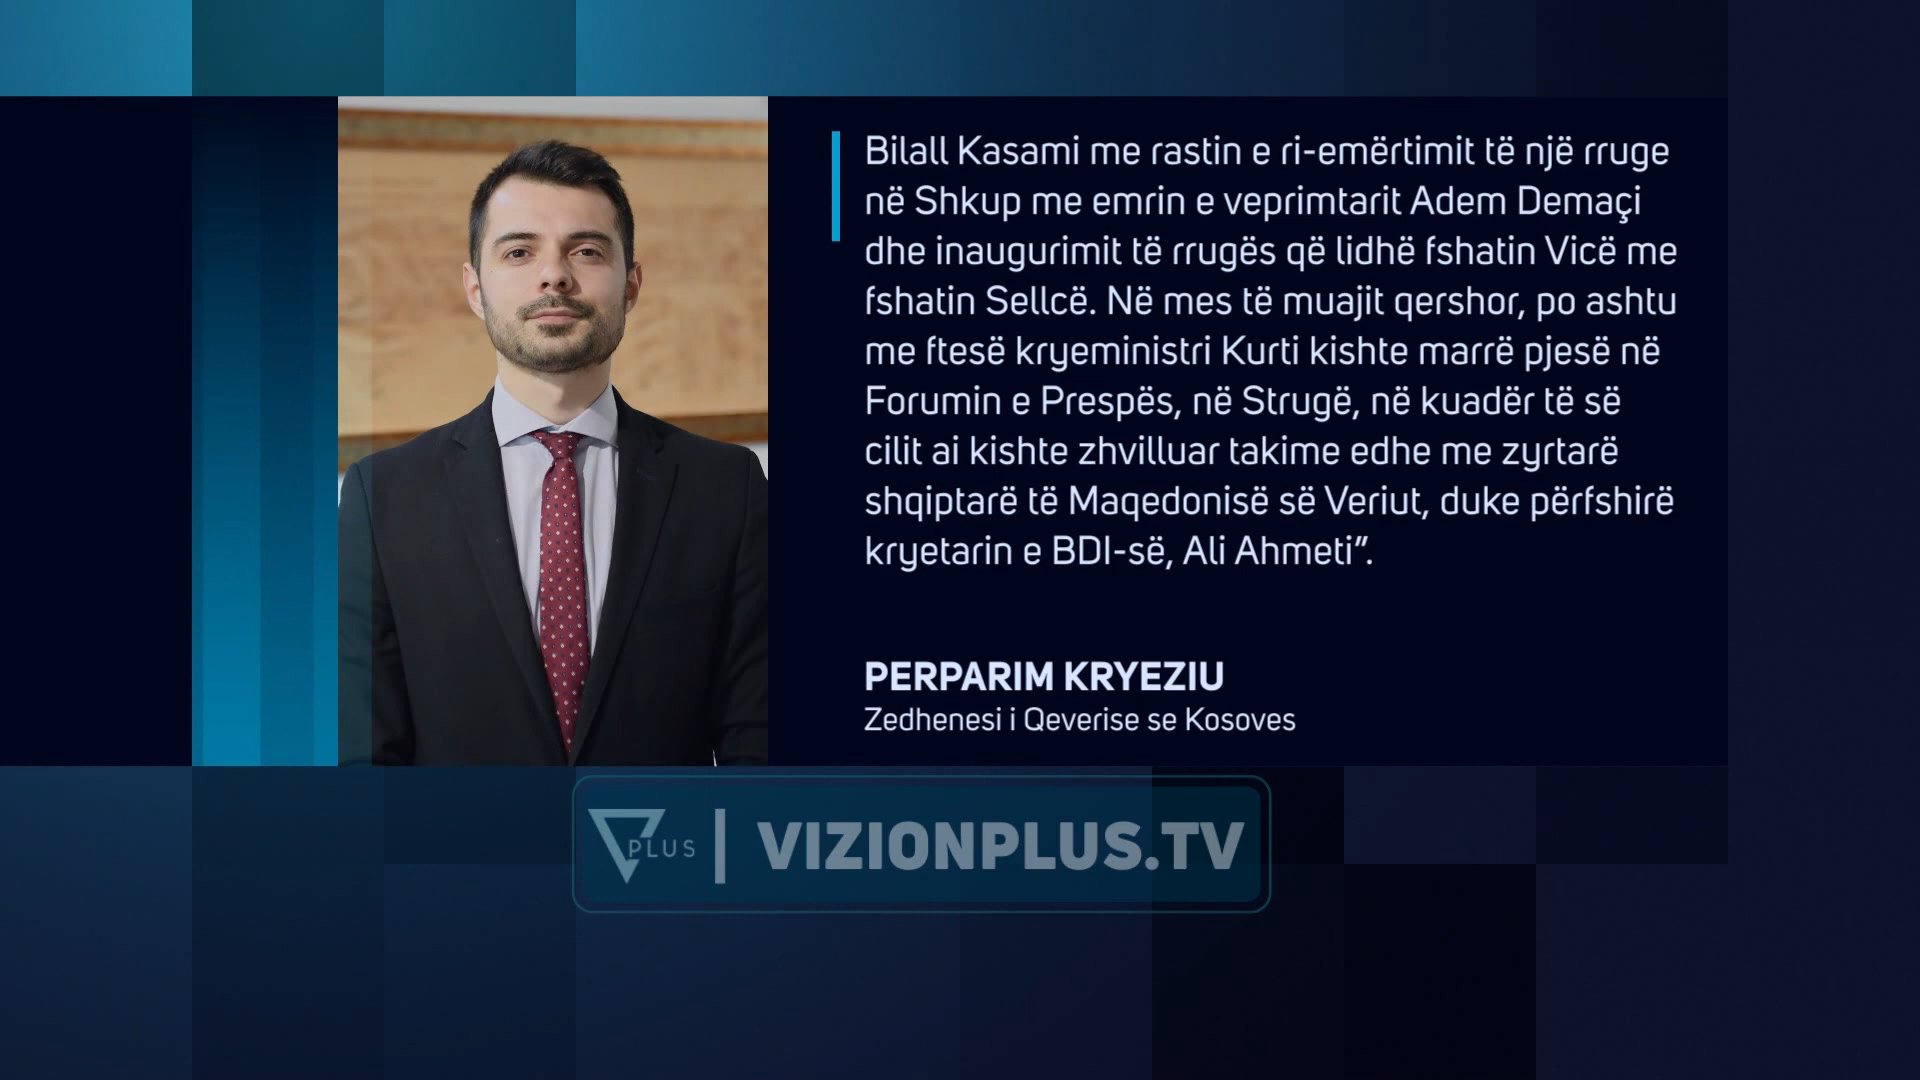 Bilall Kasami me rastin e ri-emërtimit të një rruge
në Shkup me emrin e veprimtarit Adem Demaçi
dhe inaugurimit të rrugës që lidhë fshatin Vicë me
fshatin Sellcë. Në mes të muajit qershor, po ashtu
me ftesë kryeministri Kurti kishte marrë pjesë në
Forumin e Prespës, në Strugë, në kuadër të së
cilit ai kishte zhvilluar takime edhe me zyrtarë
shqiptarë të Maqedonisë së Veriut, duke përfshirë
kryetarin e BDI-së, Ali Ahmeti”.
PERPARIM KRYEZIU
Zedhenesi i Qeverise se Kosoves
PLUS | VIZIONPLUS.TV